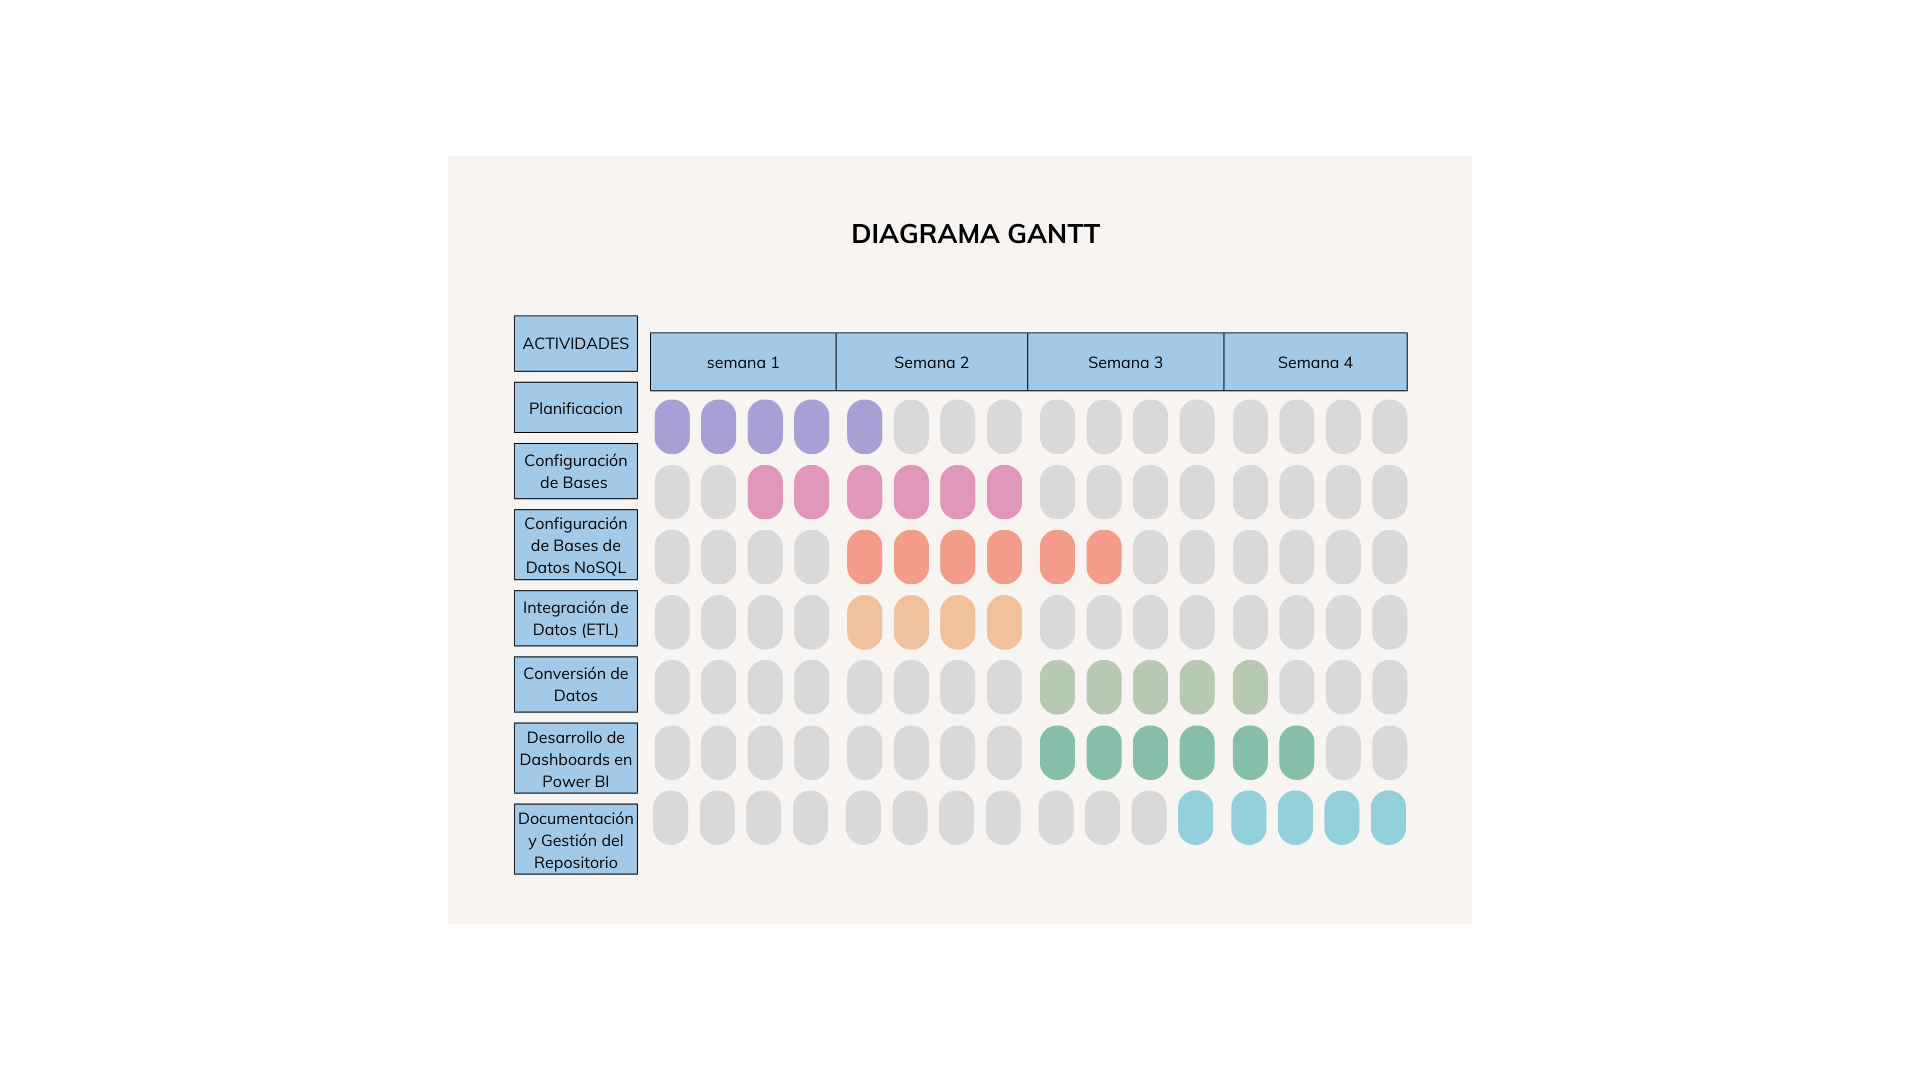 DIAGRAMA GANTT
ACTIVIDADES
semana 1
Semana 2
Semana 3
Semana 4
Planificacion
Configuración
de Bases
Configuración
de Bases de
Datos NoSQL
Integración de
Datos (ETL)
Conversión de
Datos
Desarrollo de
Dashboards en
Power BI
Documentación
y Gestión del
Repositorio